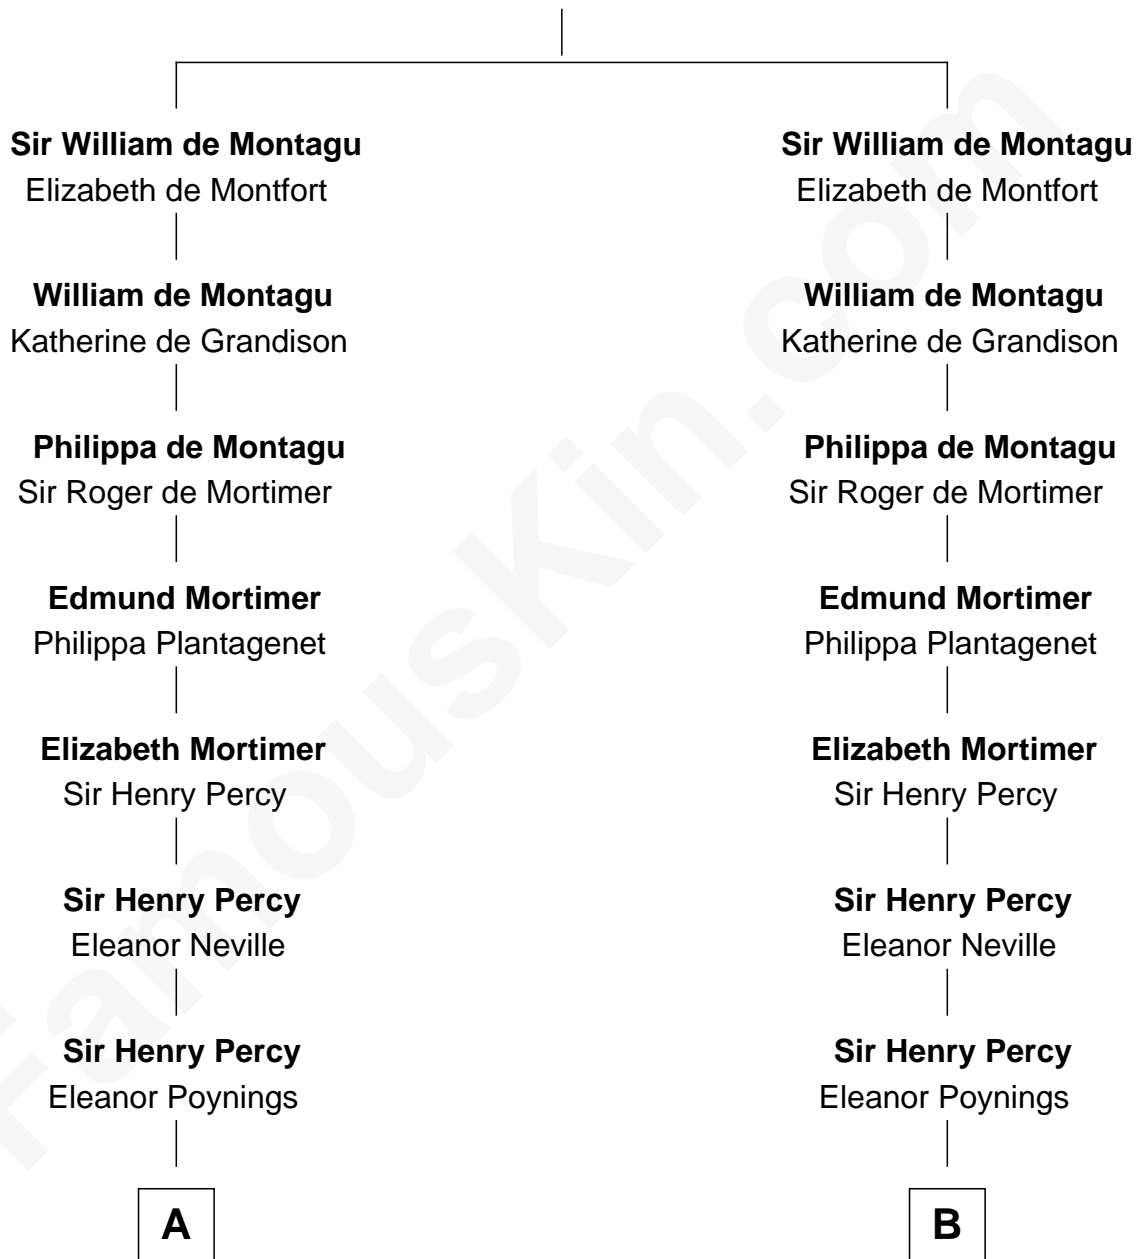 Sir William de Montagu
Elizabeth de Montfort
William de Montagu
Katherine de Grandison
Philippa de Montagu
Sir Roger de Mortimer
Edmund Mortimer
Philippa Plantagenet
Elizabeth Mortimer
Sir Henry Percy
Sir Henry Percy
Eleanor Neville
Sir Henry Percy
Eleanor Poynings
A
Sir William de Montagu
Elizabeth de Montfort
William de Montagu
Katherine de Grandison
Philippa de Montagu
Sir Roger de Mortimer
Edmund Mortimer
Philippa Plantagenet
Elizabeth Mortimer
Sir Henry Percy
Sir Henry Percy
Eleanor Neville
Sir Henry Percy
Eleanor Poynings
B
FamousKin.com